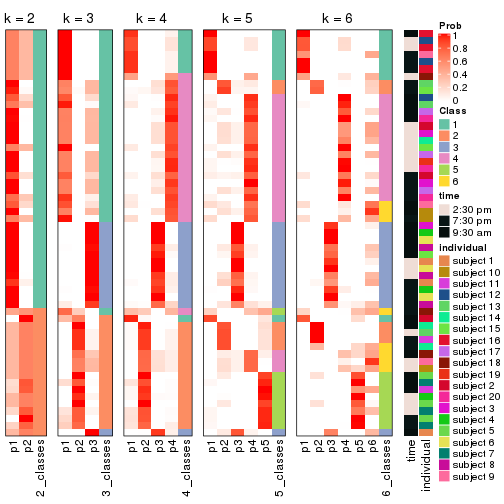 k = 2
k = 3
k = 4
k = 5
k = 6
p1
p2
2_classes
p1
p2
p3
3_classes
p1
p2
p3
p4
4_classes
p1
p2
p3
p4
p5
5_classes
p1
p2
p3
p4
p5
p6
6_classes
time
individual
Prob
1
0.8
0.6
0.4
0.2
0
Class
1
2
3
4
5
6
time
2:30 pm
7:30 pm
9:30 am
individual
subject 1
subject 10
subject 11
subject 12
subject 13
subject 14
subject 15
subject 16
subject 17
subject 18
subject 19
subject 2
subject 20
subject 3
subject 4
subject 5
subject 6
subject 7
subject 8
subject 9